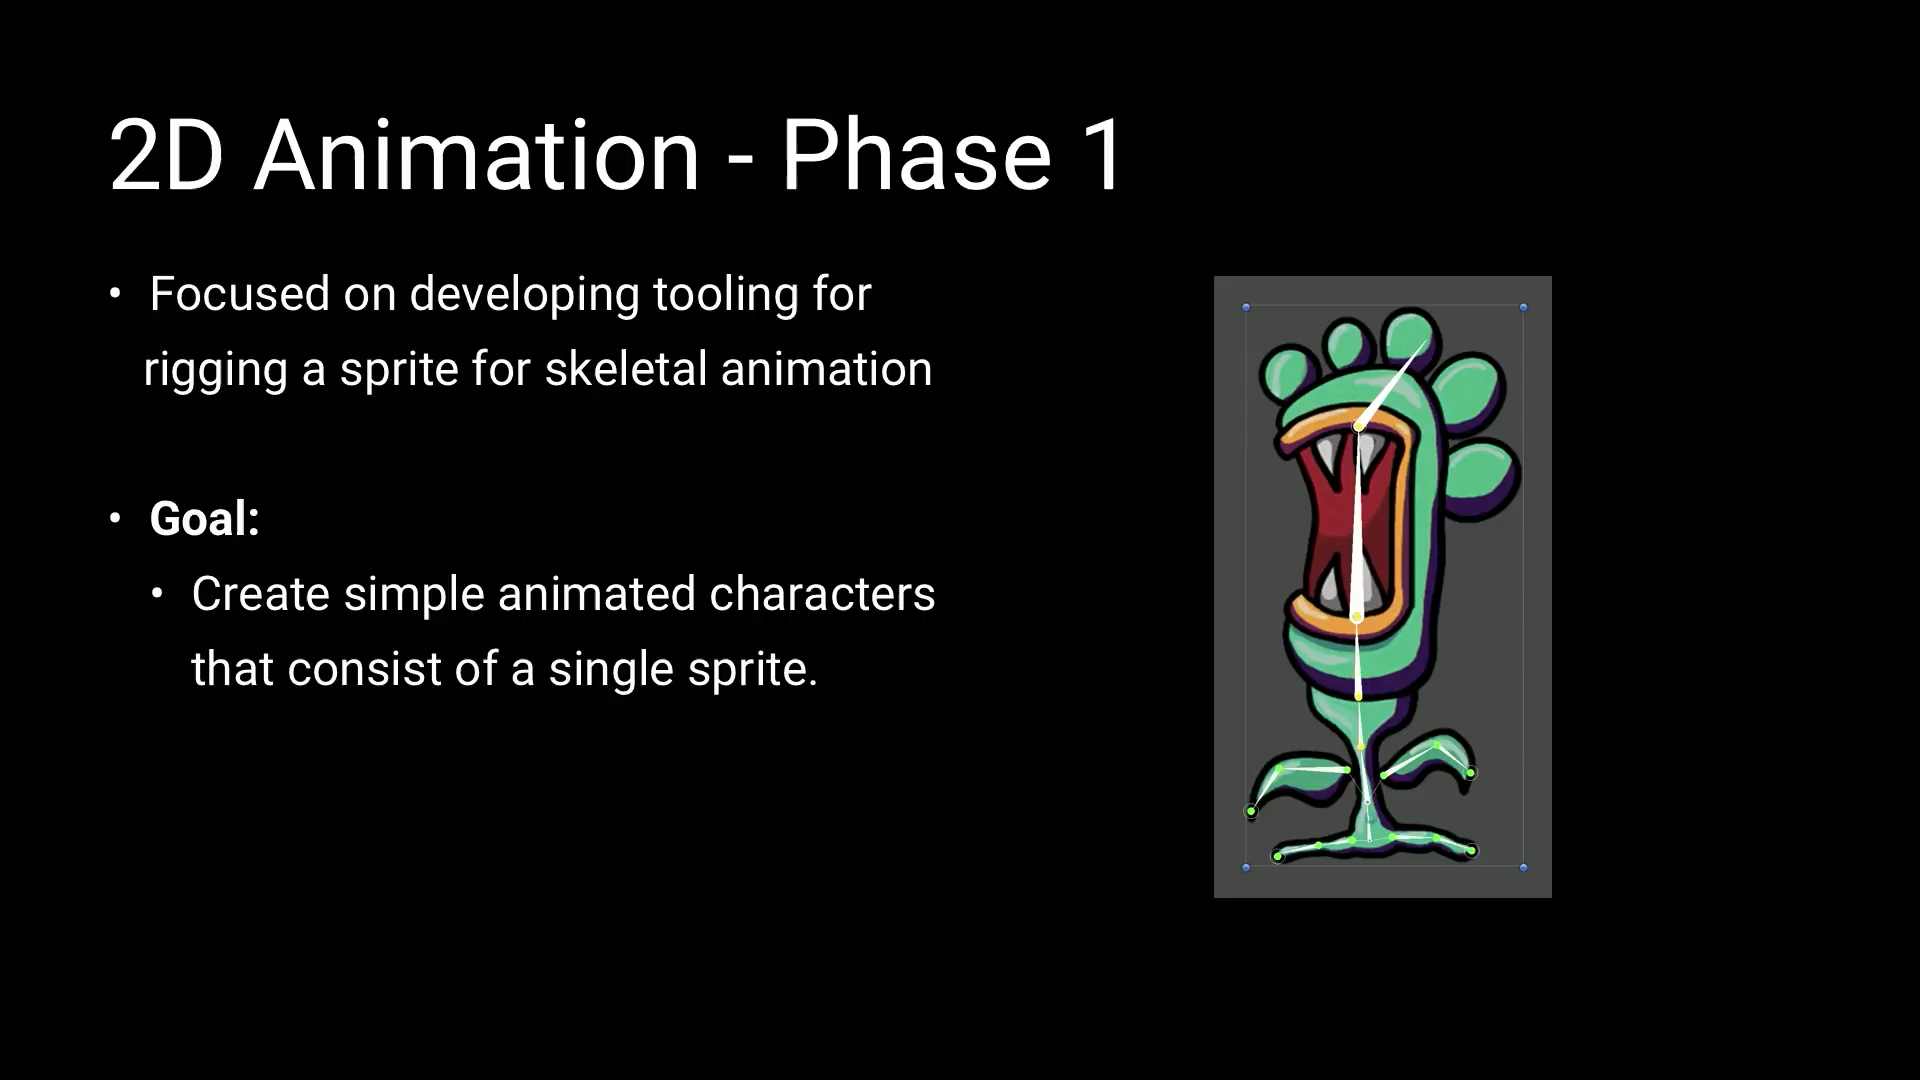 2D Animation - Phase 1
• Focused on developing tooling for
rigging a sprite for skeletal animation
• Goal:
• Create simple animated characters
that consist of a single sprite.